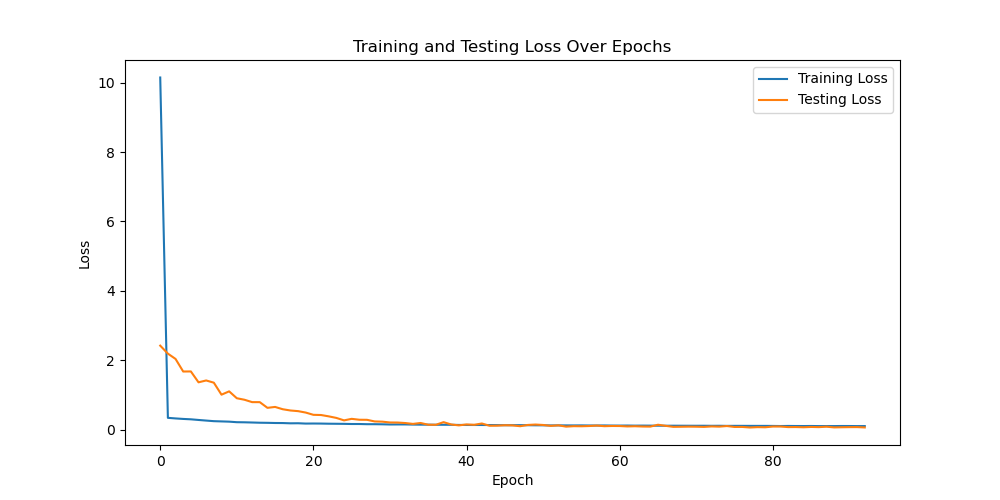 Training and Testing Loss Over Epochs
Training Loss
Testing Loss
10
8
6
4
2
0
Loss
0 20 40 60 80
Epoch